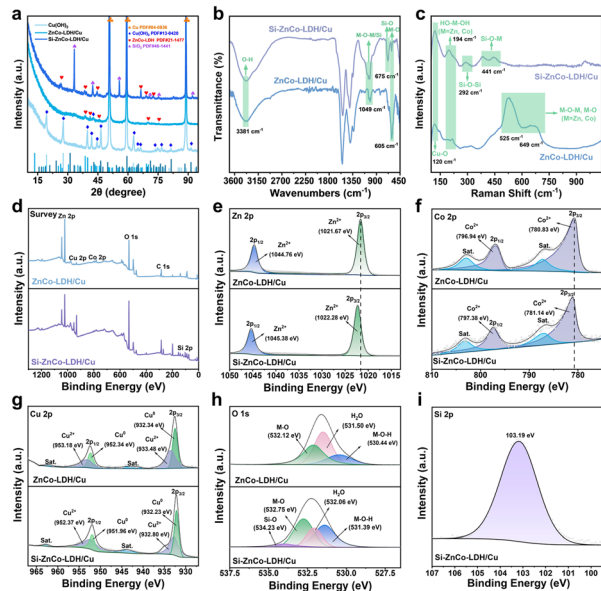 a
Cu(OH)2
ZnCo-LDH/Cu
Si-ZnCo-LDH/Cu
Cu PDF#04-0836
Cu(OH)2 PDF#13-0420
ZnCo-LDH PDF#21-1477
SiO2 PDF#46-1441
Intensity (a.u.)
15 30 45 60 75 90
2θ (degree)
b
Transmittance (%)
O-H
3381 cm-1
M-O-M/Si
1049 cm-1
Si-O
675 cm-1
605 cm-1
Si-ZnCo-LDH/Cu
ZnCo-LDH/Cu
3600 3150 2700 2250 1800 1350 900 450
Wavenumbers (cm-1)
c
Intensity (a.u.)
HO-M-OH
(M=Zn, Co)
194 cm-1
Si-O-M
441 cm-1
Si-O-Si
292 cm-1
Si-ZnCo-LDH/Cu
M-O-M, M-O
(M=Zn, Co)
525 cm-1
649 cm-1
Cu-O
120 cm-1
ZnCo-LDH/Cu
150 300 450 600 750 900
Raman Shift (cm-1)
d
Survey
Zn 2p
Cu 2p Co 2p
O 1s
C 1s
ZnCo-LDH/Cu
Si 2p
Si-ZnCo-LDH/Cu
Intensity (a.u.)
1200 1000 800 600 400 200 0
Binding Energy (eV)
e
Zn 2p
2p1/2
Zn2+
(1044.76 eV)
Zn2+
(1021.67 eV)
2p3/2
ZnCo-LDH/Cu
2p1/2
Zn2+
(1045.38 eV)
Zn2+
(1022.28 eV)
2p3/2
Si-ZnCo-LDH/Cu
Intensity (a.u.)
1050 1045 1040 1035 1030 1025 1020 1015
Binding Energy (eV)
f
Co 2p
Co2+
(796.94 eV)
2p1/2
Sat.
Co2+
(780.83 eV)
2p3/2
Sat.
ZnCo-LDH/Cu
Co2+
(797.38 eV)
2p1/2
Sat.
Co2+
(781.14 eV)
2p3/2
Sat.
Si-ZnCo-LDH/Cu
Intensity (a.u.)
810 800 790 780
Binding Energy (eV)
g
Cu 2p
Cu2+
(953.18 eV)
2p1/2
Cu0
(952.34 eV)
Sat.
Cu0
(932.34 eV)
2p3/2
Cu2+
(933.48 eV)
Sat.
ZnCo-LDH/Cu
Cu2+
(952.37 eV)
2p1/2
Cu0
(951.96 eV)
Sat.
Cu0
(932.23 eV)
2p3/2
Cu2+
(932.80 eV)
Sat.
Si-ZnCo-LDH/Cu
Intensity (a.u.)
965 960 955 950 945 940 935 930
Binding Energy (eV)
h
O 1s
M-O
(532.12 eV)
H2O
(531.50 eV)
M-O-H
(530.44 eV)
ZnCo-LDH/Cu
M-O
(532.75 eV)
Si-O
(534.23 eV)
H2O
(532.06 eV)
M-O-H
(531.39 eV)
Si-ZnCo-LDH/Cu
Intensity (a.u.)
537.5 535.0 532.5 530.0 527.5
Binding Energy (eV)
i
Si 2p
103.19 eV
Si-ZnCo-LDH/Cu
Intensity (a.u.)
107 106 105 104 103 102 101 100
Binding Energy (eV)